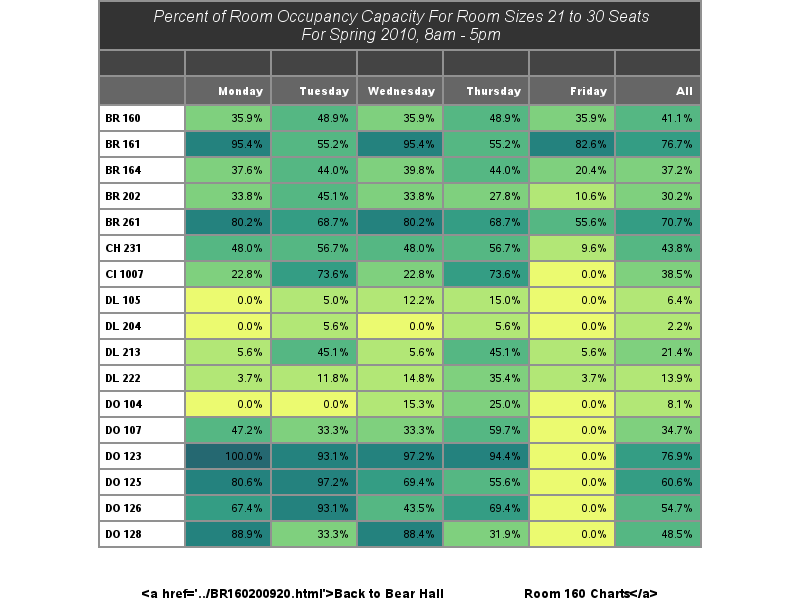 Percent of Room Occupancy Capacity For Room Sizes 21 to 30 Seats
For Spring 2010, 8am - 5pm
Monday Tuesday Wednesday Thursday Friday All
BR 160 35.9% 48.9% 35.9% 48.9% 35.9% 41.1%
BR 161 95.4% 55.2% 95.4% 55.2% 82.6% 76.7%
BR 164 37.6% 44.0% 39.8% 44.0% 20.4% 37.2%
BR 202 33.8% 45.1% 33.8% 27.8% 10.6% 30.2%
BR 261 80.2% 68.7% 80.2% 68.7% 55.6% 70.7%
CH 231 48.0% 56.7% 48.0% 56.7% 9.6% 43.8%
CI 1007 22.8% 73.6% 22.8% 73.6% 0.0% 38.5%
DL 105 0.0% 5.0% 12.2% 15.0% 0.0% 6.4%
DL 204 0.0% 5.6% 0.0% 5.6% 0.0% 2.2%
DL 213 5.6% 45.1% 5.6% 45.1% 5.6% 21.4%
DL 222 3.7% 11.8% 14.8% 35.4% 3.7% 13.9%
DO 104 0.0% 0.0% 15.3% 25.0% 0.0% 8.1%
DO 107 47.2% 33.3% 33.3% 59.7% 0.0% 34.7%
DO 123 100.0% 93.1% 97.2% 94.4% 0.0% 76.9%
DO 125 80.6% 97.2% 69.4% 55.6% 0.0% 60.6%
DO 126 67.4% 93.1% 43.5% 69.4% 0.0% 54.7%
DO 128 88.9% 33.3% 88.4% 31.9% 0.0% 48.5%
<a href='../BR160200920.html'>Back to Bear Hall Room 160 Charts</a>